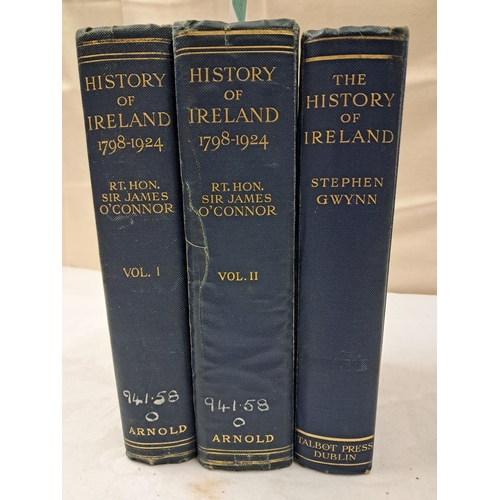 HISTORY
OF
IRELAND
1798-1924
RT. HON.
SIR JAMES
O'CONNOR
VOL. I
941.58
O
ARNOLD
HISTORY
OF
IRELAND
1798-1924
RT. HON.
SIR JAMES
O'CONNOR
VOL. II
941.58
O
ARNOLD
THE
HISTORY
OF
IRELAND
STEPHEN
GWYNN
TALBOT PRESS
DUBLIN